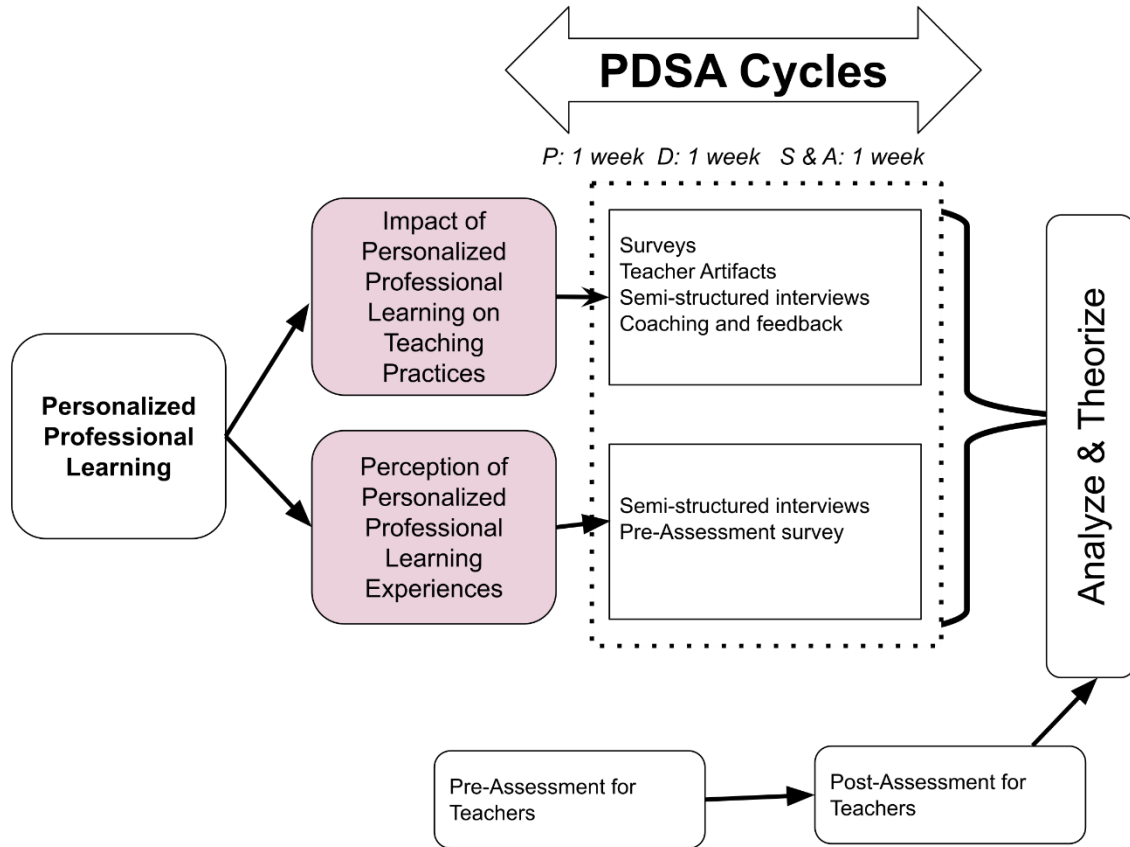 PDSA Cycles
P: 1 week D: 1 week S & A: 1 week
Impact of
Personalized
Professional
Learning on
Teaching
Practices
Surveys
Teacher Artifacts
Semi-structured interviews
Coaching and feedback
Personalized
Professional
Learning
Perception of
Personalized
Professional
Learning
Experiences
Semi-structured interviews
Pre-Assessment survey
Analyze & Theorize
Pre-Assessment for
Teachers
Post-Assessment for
Teachers